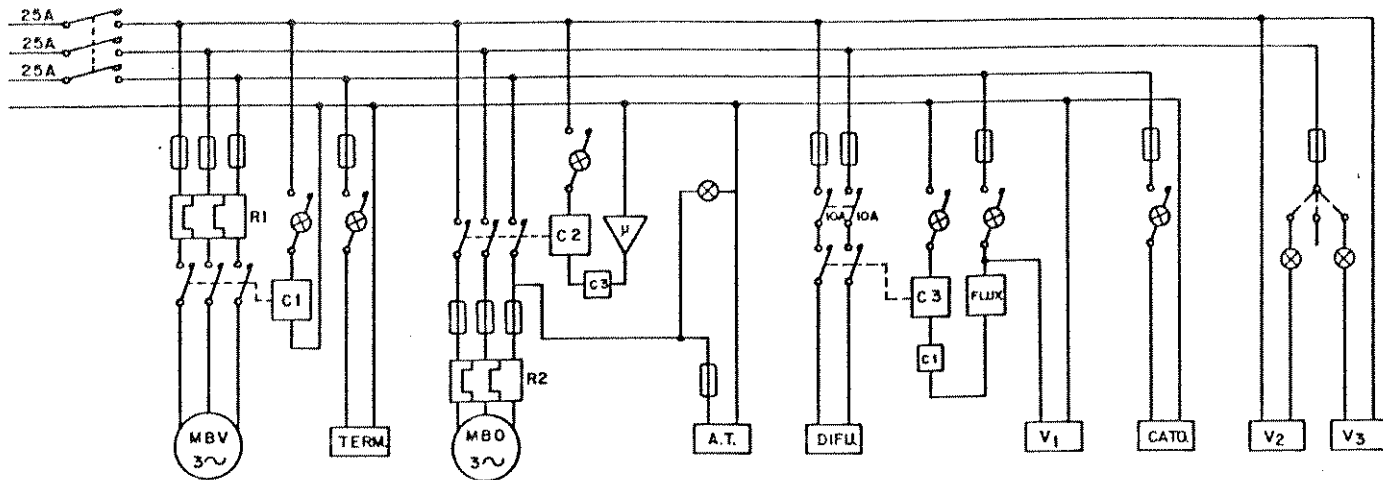 25A
25A
25A
R1
C1
MBV
3~
TERM.
C2
C3
μ
R2
MBO
3~
A.T.
10A 10A
C3
C1
FLUX
DIFU.
V1
CATO.
V2
V3